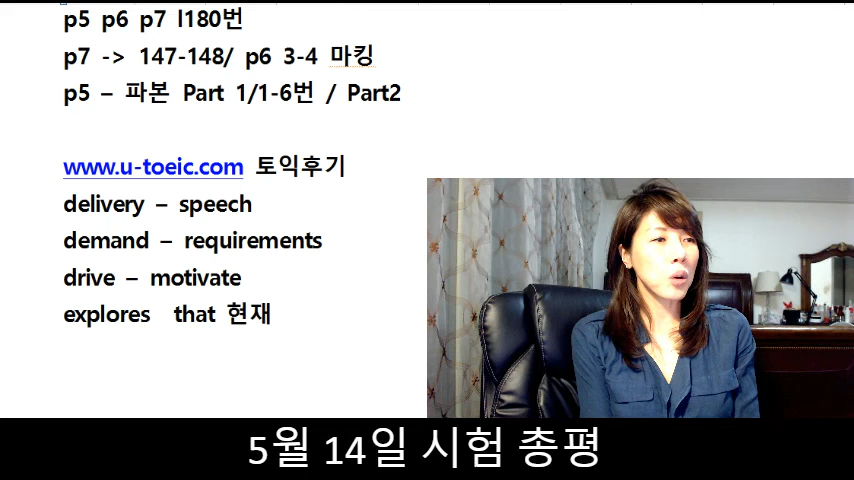 p5 p6 p7 l180번
p7 -> 147-148/ p6 3-4 마킹
p5 – 파본 Part 1/1-6번 / Part2
www.u-toeic.com 토익후기
delivery – speech
demand – requirements
drive – motivate
explores that 현재
5월 14일 시험 총평